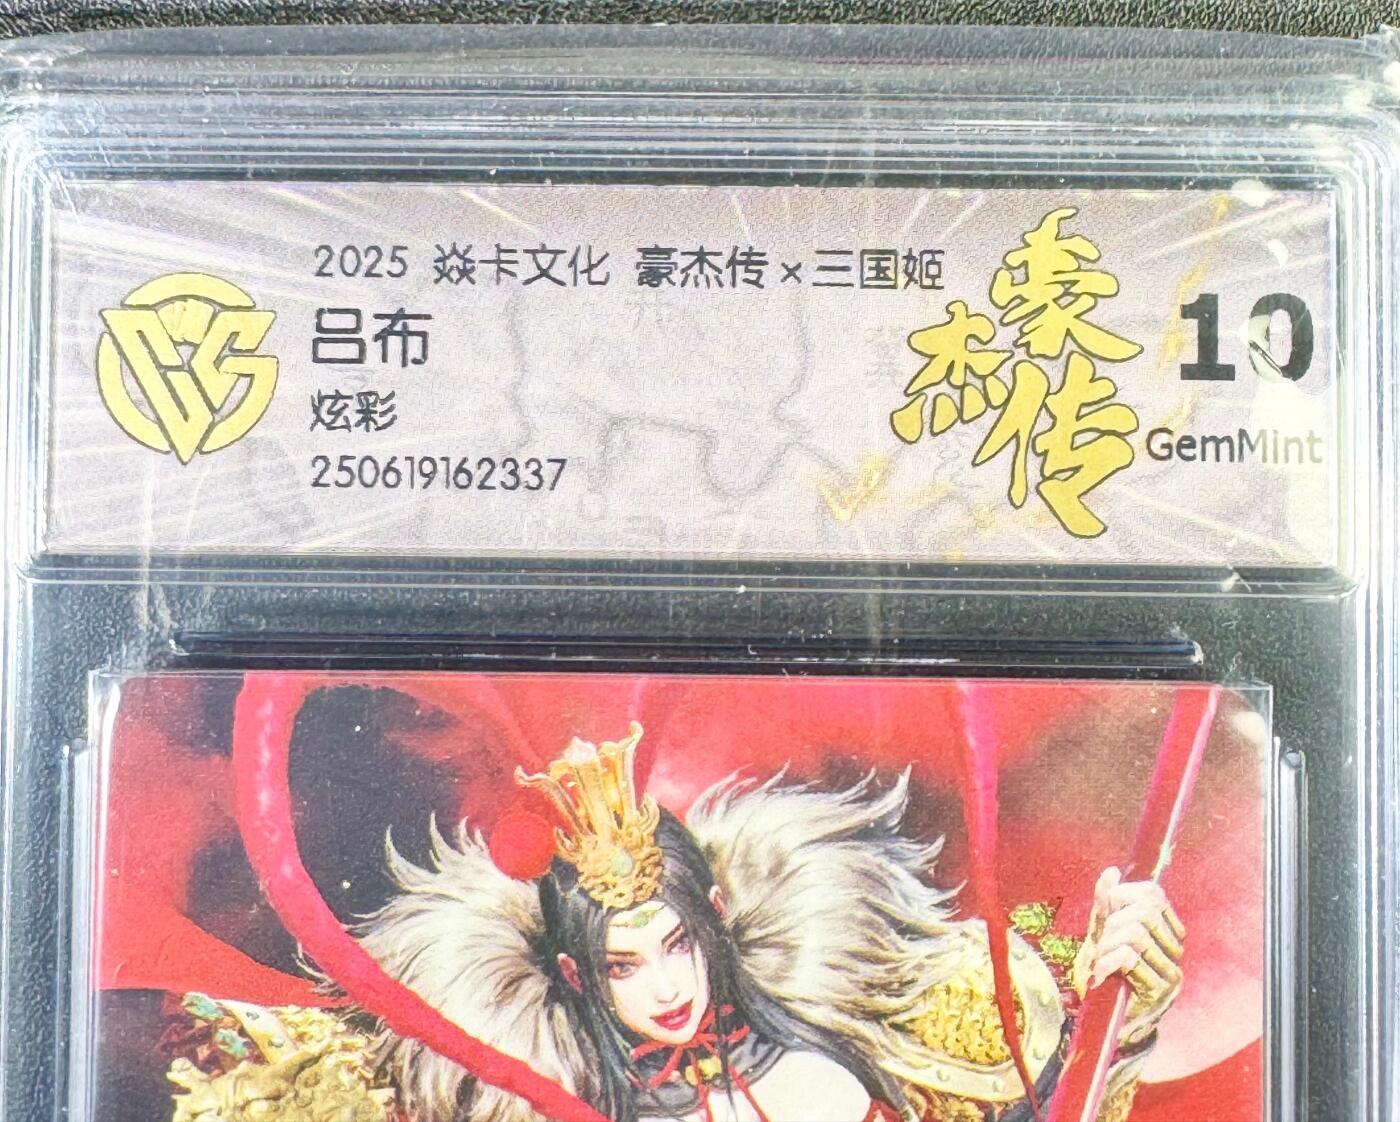 2025 焱卡文化 豪杰传×三国姬
吕布
炫彩
250619162337
豪杰传
10
GemMint